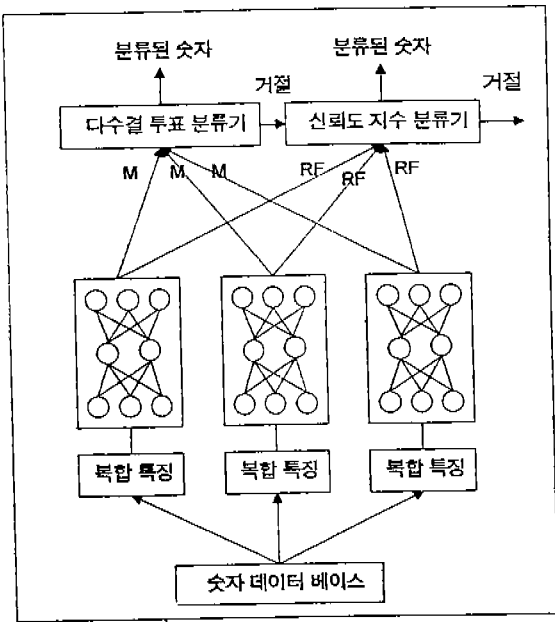 분류된 숫자 분류된 숫자
거절 거절
다수결 투표 분류기 신뢰도 지수 분류기
M M M RF RF RF
복합 특징 복합 특징 복합 특징
숫자 데이터 베이스